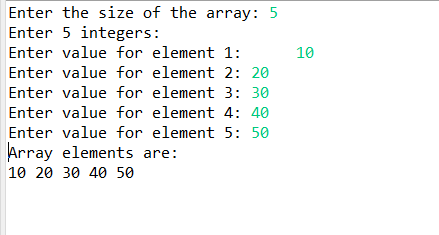 Enter the size of the array: 5
Enter 5 integers:
Enter value for element 1:      10
Enter value for element 2: 20
Enter value for element 3: 30
Enter value for element 4: 40
Enter value for element 5: 50
Array elements are:
10 20 30 40 50